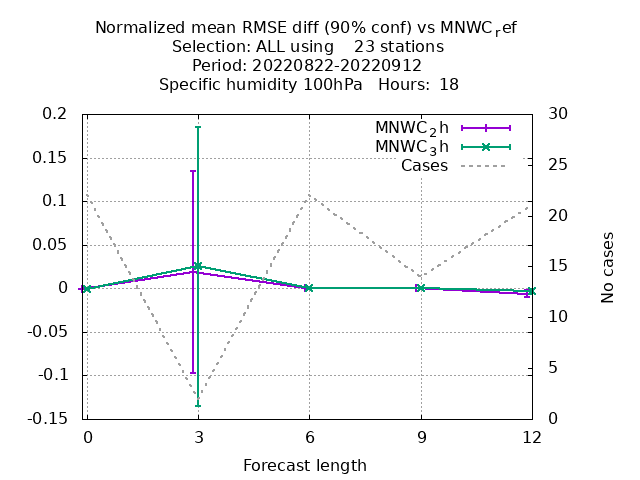 Normalized mean RMSE diff (90% conf) vs MNWC_ref
Selection: ALL using 23 stations
Period: 20220822-20220912
Specific humidity 100hPa Hours: 18
MNWC_2h
MNWC_3h
Cases
0.2
0.15
0.1
0.05
0
-0.05
-0.1
-0.15
30
25
20
15
10
5
0
No cases
0 3 6 9 12
Forecast length